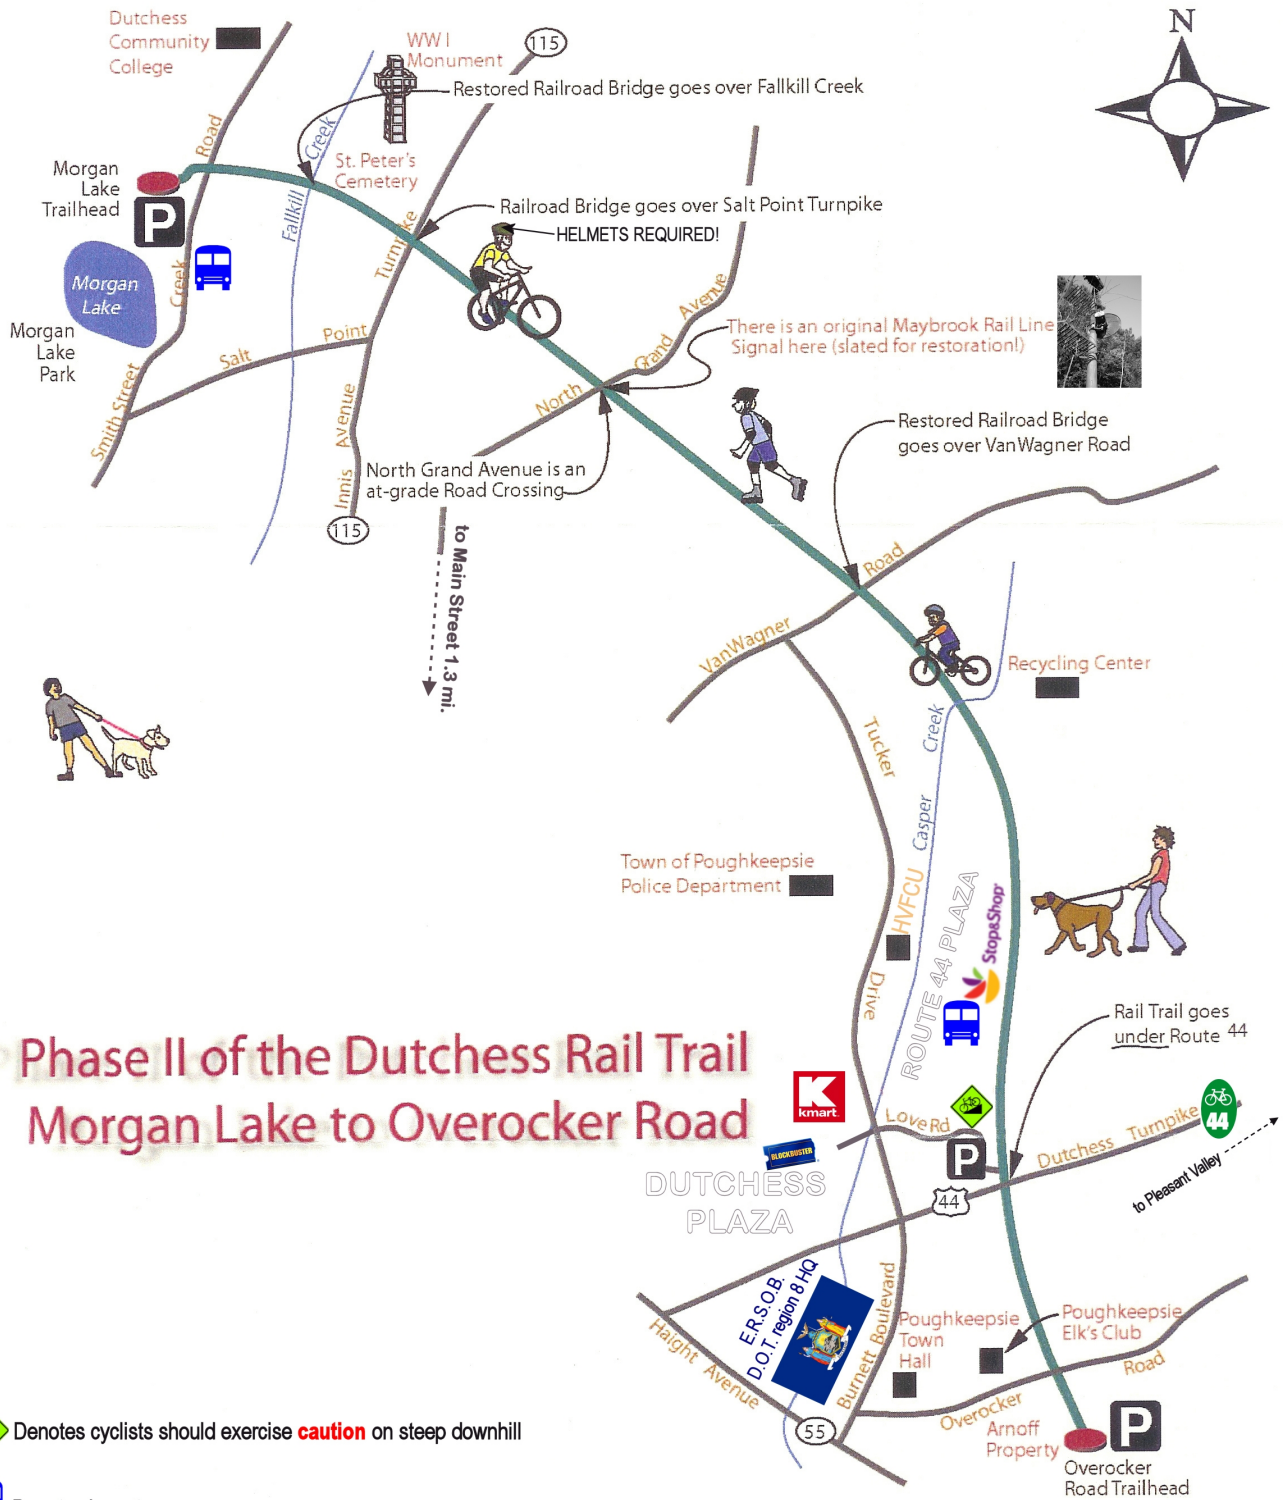 Dutchess
Community
College
WW I
Monument
115
N
Restored Railroad Bridge goes over Fallkill Creek
Road
Creek
St. Peter's
Cemetery
Morgan
Lake
Trailhead
P
Fallkill
Turnpike
Railroad Bridge goes over Salt Point Turnpike
HELMETS REQUIRED!
Creek
Morgan
Lake
Morgan
Lake
Park
Salt
Point
Avenue
Grand
North
There is an original Maybrook Rail Line
Signal here (slated for restoration!)
Smith Street
Avenue
Innis
115
North Grand Avenue is an
at-grade Road Crossing
Restored Railroad Bridge
goes over VanWagner Road
to Main Street 1.3 mi.
Road
VanWagner
Recycling Center
Tucker
Creek
Casper
Town of Poughkeepsie
Police Department
HVFCU
ROUTE 44 PLAZA
Stop&Shop
Drive
Rail Trail goes
under Route 44
Phase II of the Dutchess Rail Trail
Morgan Lake to Overocker Road
K
kmart
Love Rd
BLOCKBUSTER
P
Dutchess Turnpike
44
to Pleasant Valley
DUTCHESS
PLAZA
44
E.R.S.O.B.
D.O.T. region 8 HQ
Haight Avenue
Burnett Boulevard
Poughkeepsie
Town
Hall
Poughkeepsie
Elk's Club
Overocker
Road
55
Arnoff
Property
P
Overocker
Road Trailhead
Denotes cyclists should exercise caution on steep downhill